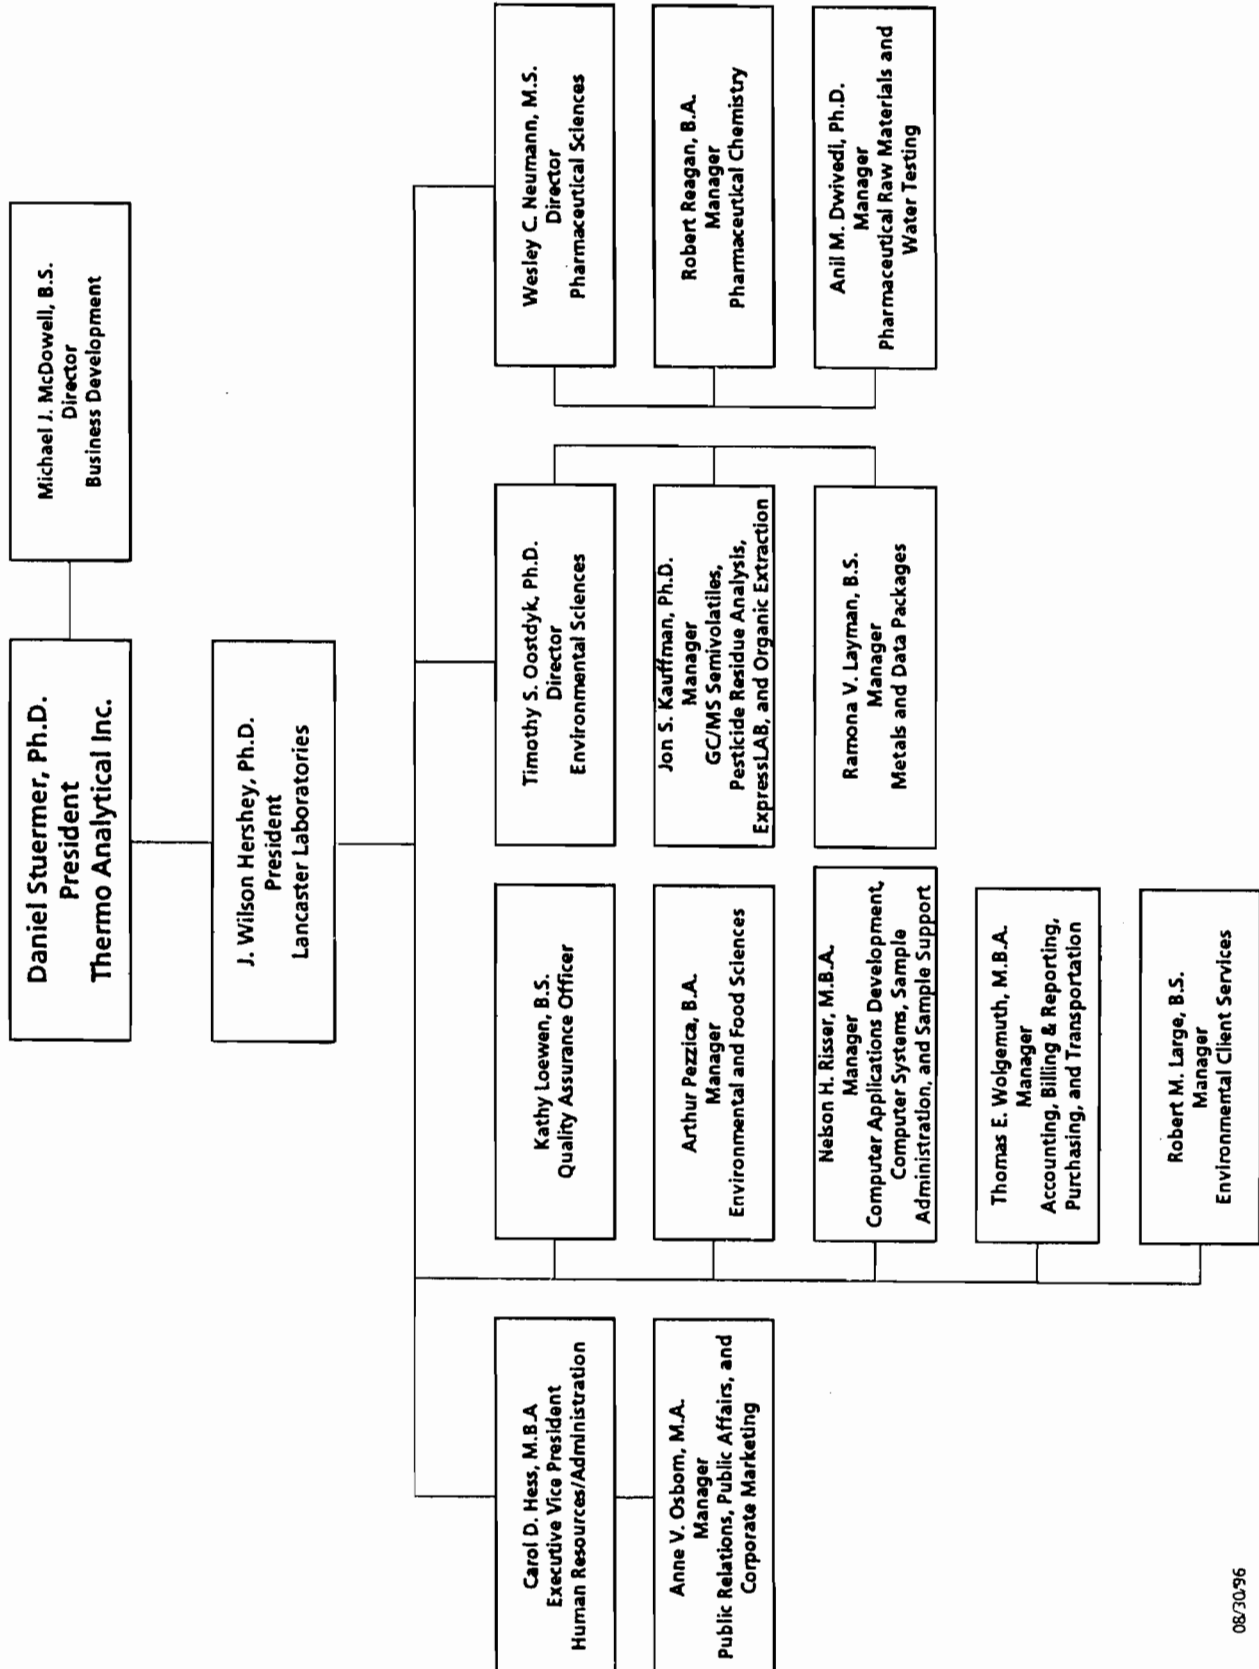 Daniel Stuermer, Ph.D.
President
Thermo Analytical Inc.
Michael J. McDowell, B.S.
Director
Business Development
J. Wilson Hershey, Ph.D.
President
Lancaster Laboratories
Carol D. Hess, M.B.A
Executive Vice President
Human Resources/Administration
Anne V. Osborn, M.A.
Manager
Public Relations, Public Affairs, and
Corporate Marketing
Kathy Loewen, B.S.
Quality Assurance Officer
Arthur Pezzica, B.A.
Manager
Environmental and Food Sciences
Nelson H. Risser, M.B.A.
Manager
Computer Applications Development,
Computer Systems, Sample
Administration, and Sample Support
Thomas E. Wolgemuth, M.B.A.
Manager
Accounting, Billing & Reporting,
Purchasing, and Transportation
Robert M. Large, B.S.
Manager
Environmental Client Services
Timothy S. Oostdyk, Ph.D.
Director
Environmental Sciences
Jon S. Kauffman, Ph.D.
Manager
GC/MS Semivolatiles,
Pesticide Residue Analysis,
ExpressLAB, and Organic Extraction
Ramona V. Layman, B.S.
Manager
Metals and Data Packages
Wesley C. Neumann, M.S.
Director
Pharmaceutical Sciences
Robert Reagan, B.A.
Manager
Pharmaceutical Chemistry
Anil M. Dwivedi, Ph.D.
Manager
Pharmaceutical Raw Materials and
Water Testing
08/30/96